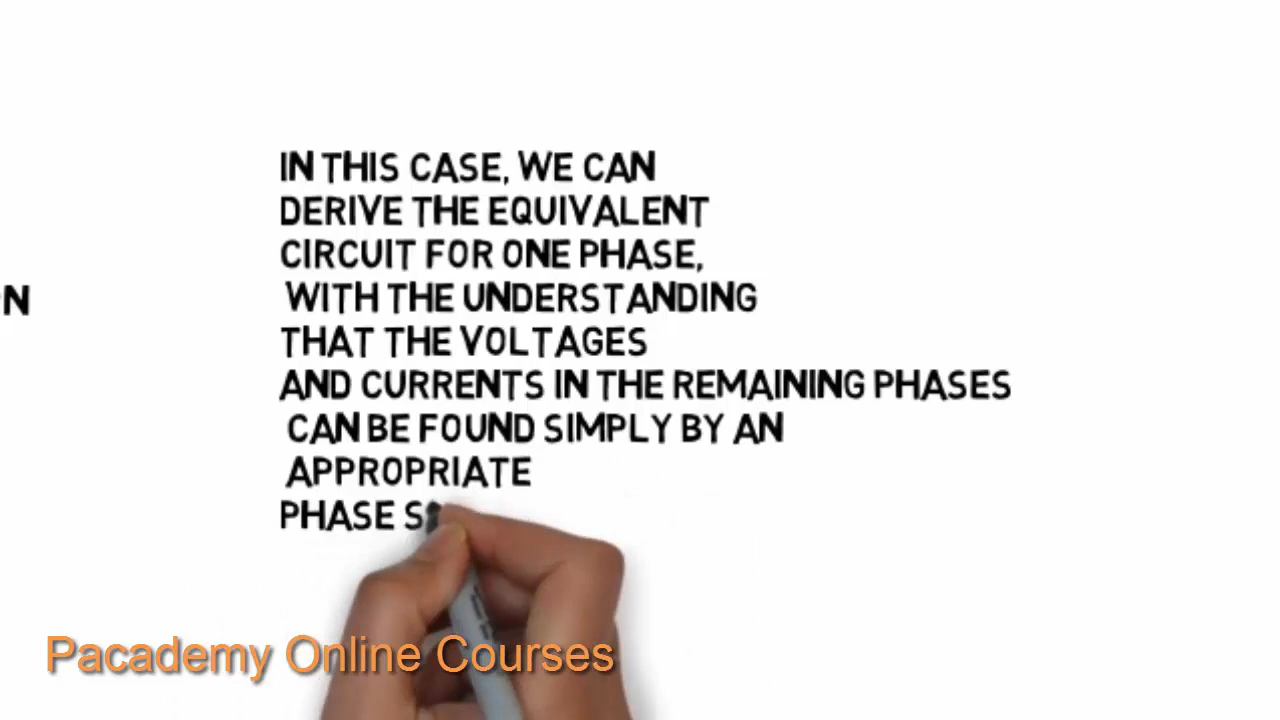 IN THIS CASE, WE CAN
DERIVE THE EQUIVALENT
CIRCUIT FOR ONE PHASE,
WITH THE UNDERSTANDING
THAT THE VOLTAGES
AND CURRENTS IN THE REMAINING PHASES
CAN BE FOUND SIMPLY BY AN
APPROPRIATE
PHASE S
Pacademy Online Courses